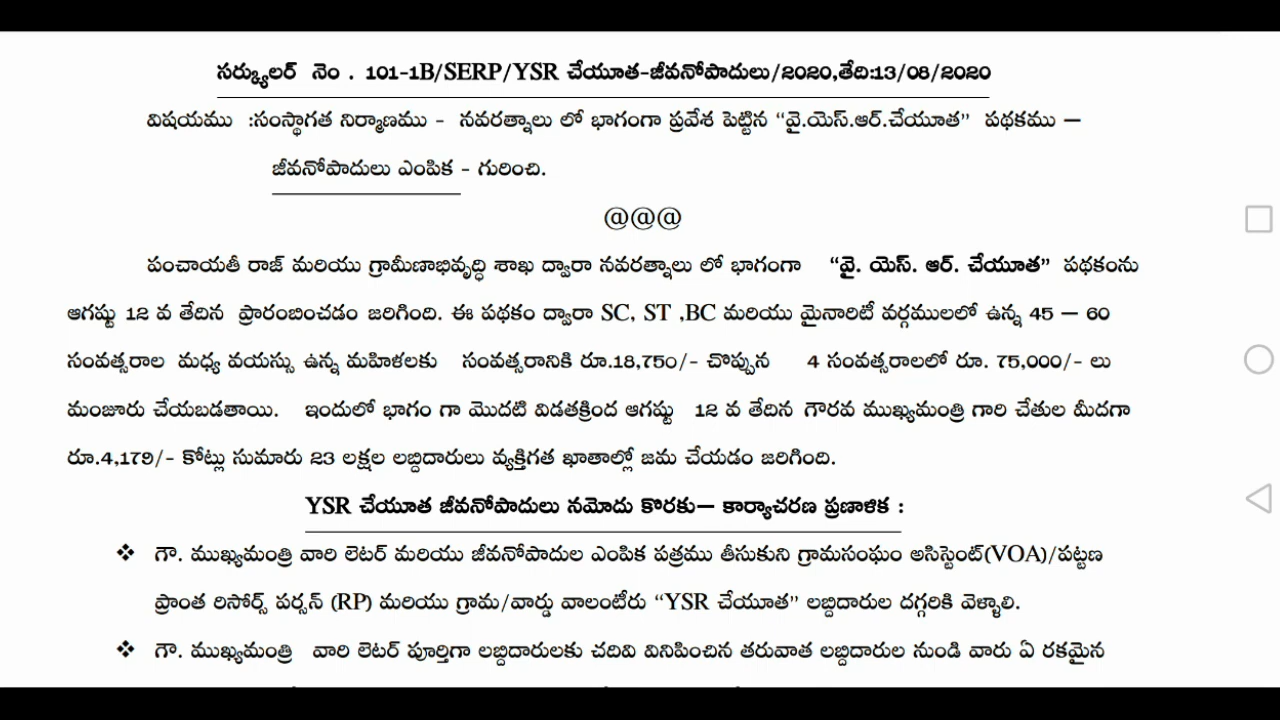 సర్క్యులర్ నెం . 101-1B/SERP/YSR చేయూత-జీవనోపాదులు/2020,తేది:13/08/2020
విషయము :సంస్థాగత నిర్మాణము - నవరత్నాలు లో భాగంగా ప్రవేశ పెట్టిన “వై.యెస్.ఆర్.చేయూత” పథకము –
జీవనోపాదులు ఎంపిక - గురించి.
@@@
పంచాయతీ రాజ్ మరియు గ్రామీణాభివృద్ధి శాఖ ద్వారా నవరత్నాలు లో భాగంగా “వై. యెస్. ఆర్. చేయూత” పథకంను
ఆగష్టు 12 వ తేదిన ప్రారంబించడం జరిగింది. ఈ పథకం ద్వారా SC, ST ,BC మరియు మైనారిటీ వర్గములలో ఉన్న 45 – 60
సంవత్సరాల మధ్య వయస్సు ఉన్న మహిళలకు సంవత్సరానికి రూ.18,750/- చొప్పున 4 సంవత్సరాలలో రూ. 75,000/- లు
మంజూరు చేయబడతాయి. ఇందులో భాగం గా మొదటి విడతక్రింద ఆగష్టు 12 వ తేదిన గౌరవ ముఖ్యమంత్రి గారి చేతుల మీదగా
రూ.4,179/- కోట్లు సుమారు 23 లక్షల లబ్దిదారులు వ్యక్తిగత ఖాతాల్లో జమ చేయడం జరిగింది.
YSR చేయూత జీవనోపాదులు నమోదు కొరకు– కార్యాచరణ ప్రణాళిక :
❖ గౌ. ముఖ్యమంత్రి వారి లెటర్ మరియు జీవనోపాదుల ఎంపిక పత్రము తీసుకుని గ్రామసంఘం అసిస్టెంట్(VOA)/పట్టణ
ప్రాంత రిసోర్స్ పర్సన్ (RP) మరియు గ్రామ/వార్డు వాలంటీరు “YSR చేయూత” లబ్దిదారుల దగ్గరికి వెళ్ళాలి.
❖ గౌ. ముఖ్యమంత్రి వారి లెటర్ పూర్తిగా లబ్దిదారులకు చదివి వినిపించిన తరువాత లబ్దిదారుల నుండి వారు ఏ రకమైన